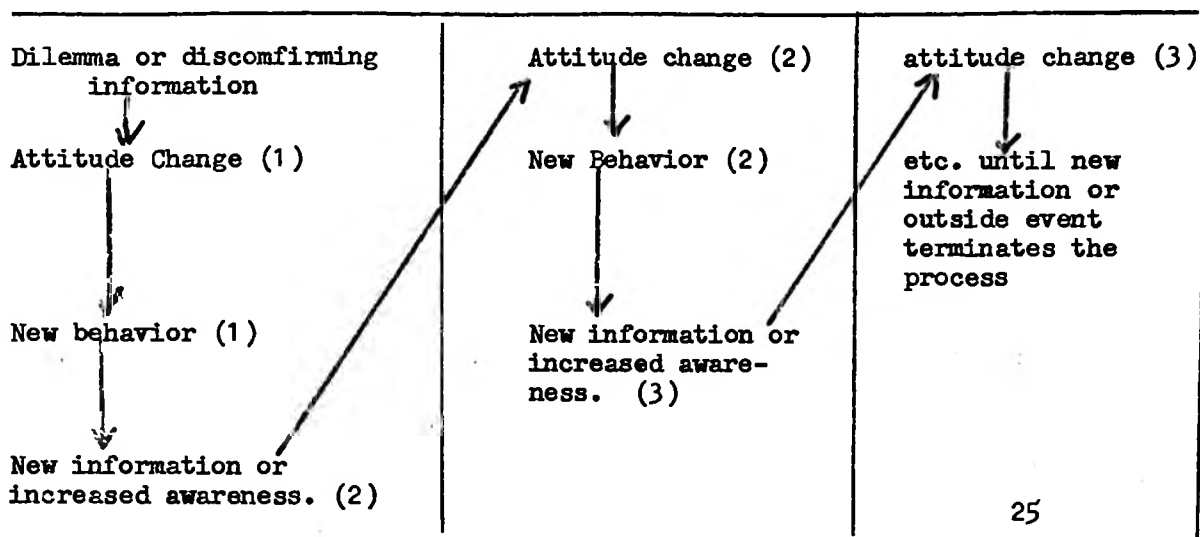 Dilemma or discomfirming
information
Attitude Change (1)
New behavior (1)
New information or
increased awareness. (2)
Attitude change (2)
New Behavior (2)
New information or
increased aware-
ness. (3)
attitude change (3)
etc. until new
information or
outside event
terminates the
process
25